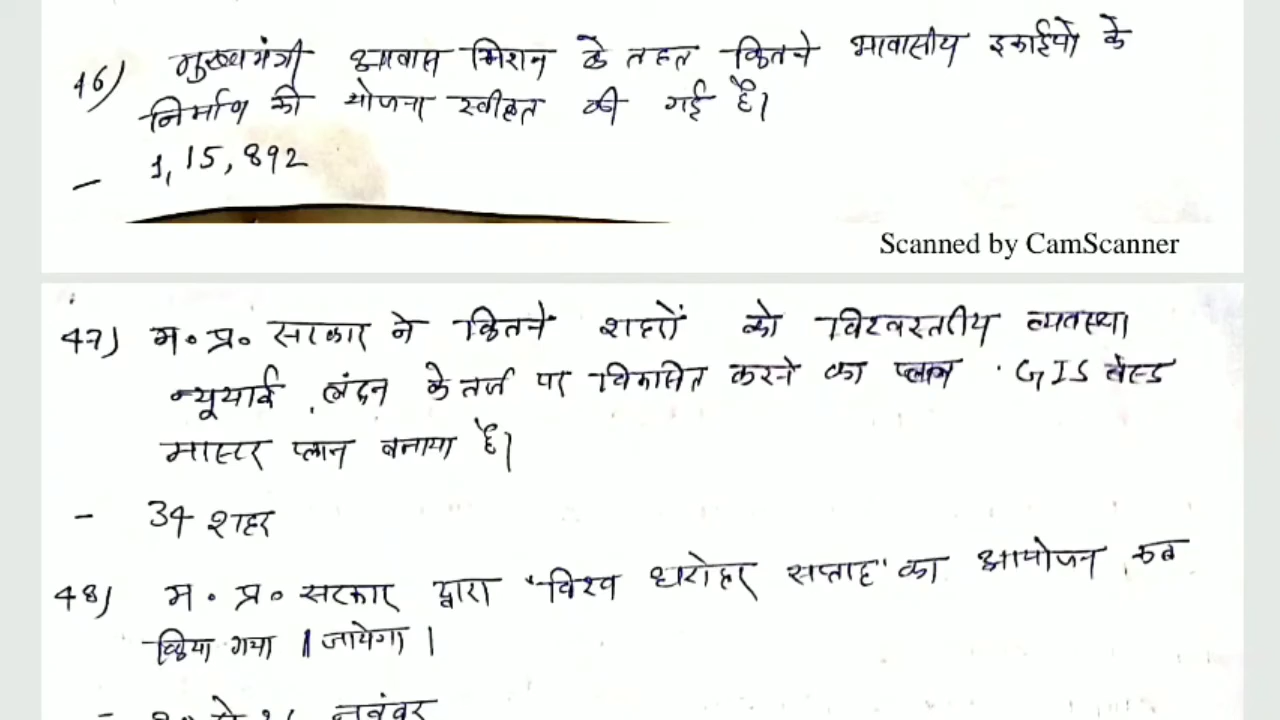 46) मुख्यमंत्री आवास मिशन के तहत कितने आवासीय इकाईयो के
निर्माण की योजना स्वीकृत की गई है।
- 1,15,892
Scanned by CamScanner
47) म॰ प्र॰ सरकार ने कितने शहरों को विश्वस्तरीय व्यवस्था
न्यूयार्क, लंदन के तर्ज पर विकासित करने का प्लान . GIS बेस्ड
मास्टर प्लान बनाया है।
- 34 शहर
48) म॰ प्र॰ सरकार द्वारा "विश्व धरोहर सप्ताह" का आयोजन कब
किया गया । जायेगा ।
- नवंबर